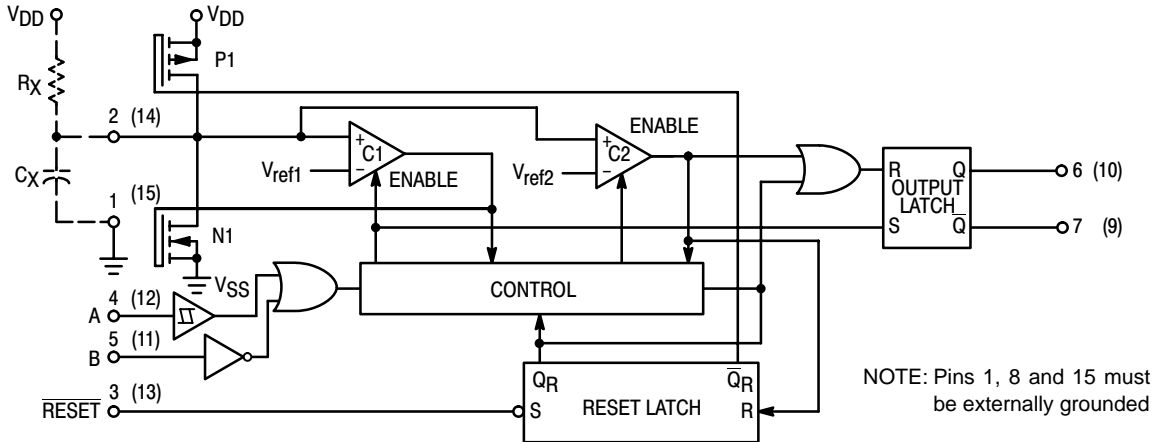 VDD
VDD
P1
RX
2 (14)
ENABLE
+
C1
−
+
C2
−
Vref1
ENABLE
Vref2
CX
1 (15)
N1
VSS
R Q
OUTPUT
LATCH
S Q̅
6 (10)
7 (9)
CONTROL
4 (12)
A
5 (11)
B
3 (13)
R̅E̅S̅E̅T̅
QR Q̅R
S RESET LATCH R
NOTE: Pins 1, 8 and 15 must
be externally grounded